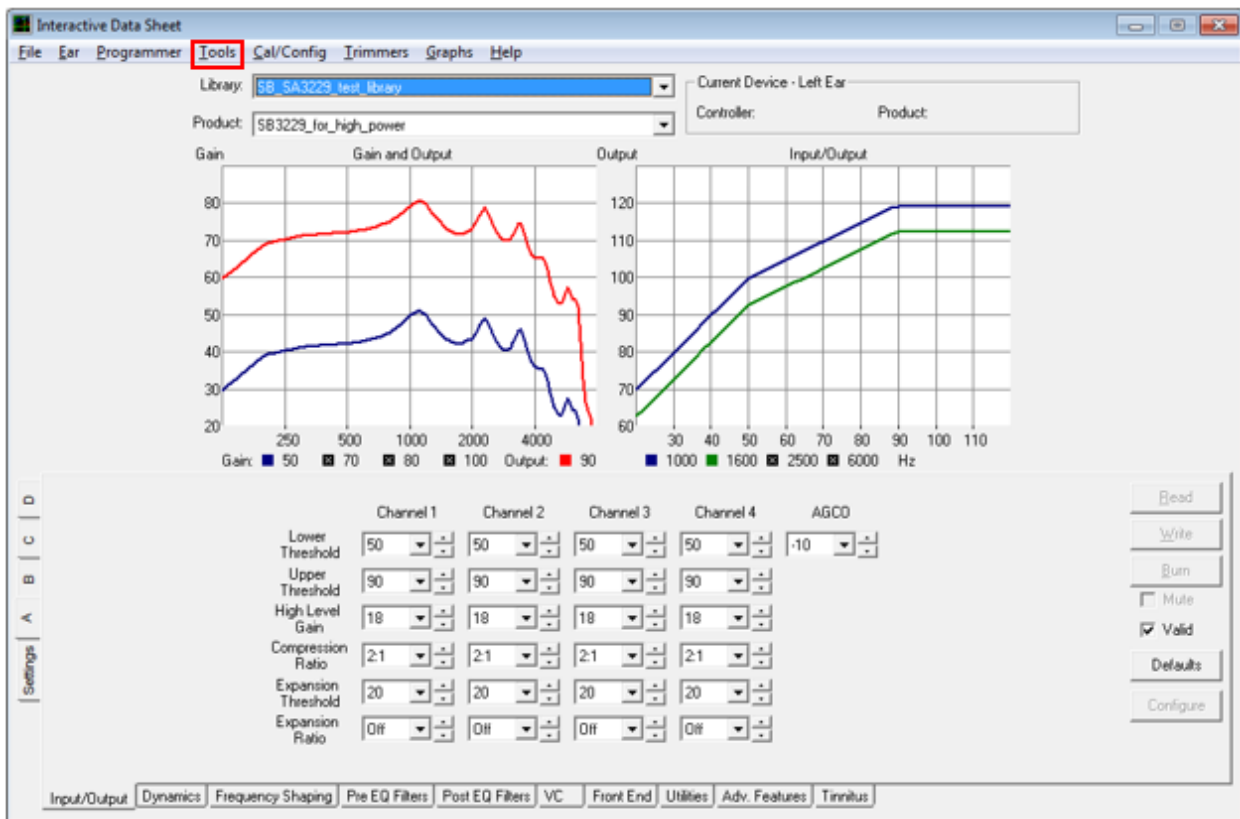 Interactive Data Sheet
File Ear Programmer Tools Cal/Config Trimmers Graphs Help
Library: SB_SA3229_test_library
Current Device - Left Ear
Controller: Product:
Product: SB3229_for_high_power
Gain Gain and Output Output Input/Output
80 120
70 110
60 100
50 90
40 80
30 70
20 60
250 500 1000 2000 4000 30 40 50 60 70 80 90 100 110
Gain: 50 70 80 100 Output: 90 1000 1600 2500 6000 Hz
D
C
B
A
Settings
Channel 1 Channel 2 Channel 3 Channel 4 AGCO
Lower Threshold 50 50 50 50 -10
Upper Threshold 90 90 90 90
High Level Gain 18 18 18 18
Compression Ratio 2:1 2:1 2:1 2:1
Expansion Threshold 20 20 20 20
Expansion Ratio Off Off Off Off
Read
Write
Burn
Mute
Valid
Defaults
Configure
Input/Output Dynamics Frequency Shaping Pre EQ Filters Post EQ Filters VC Front End Utilities Adv. Features Tinnitus